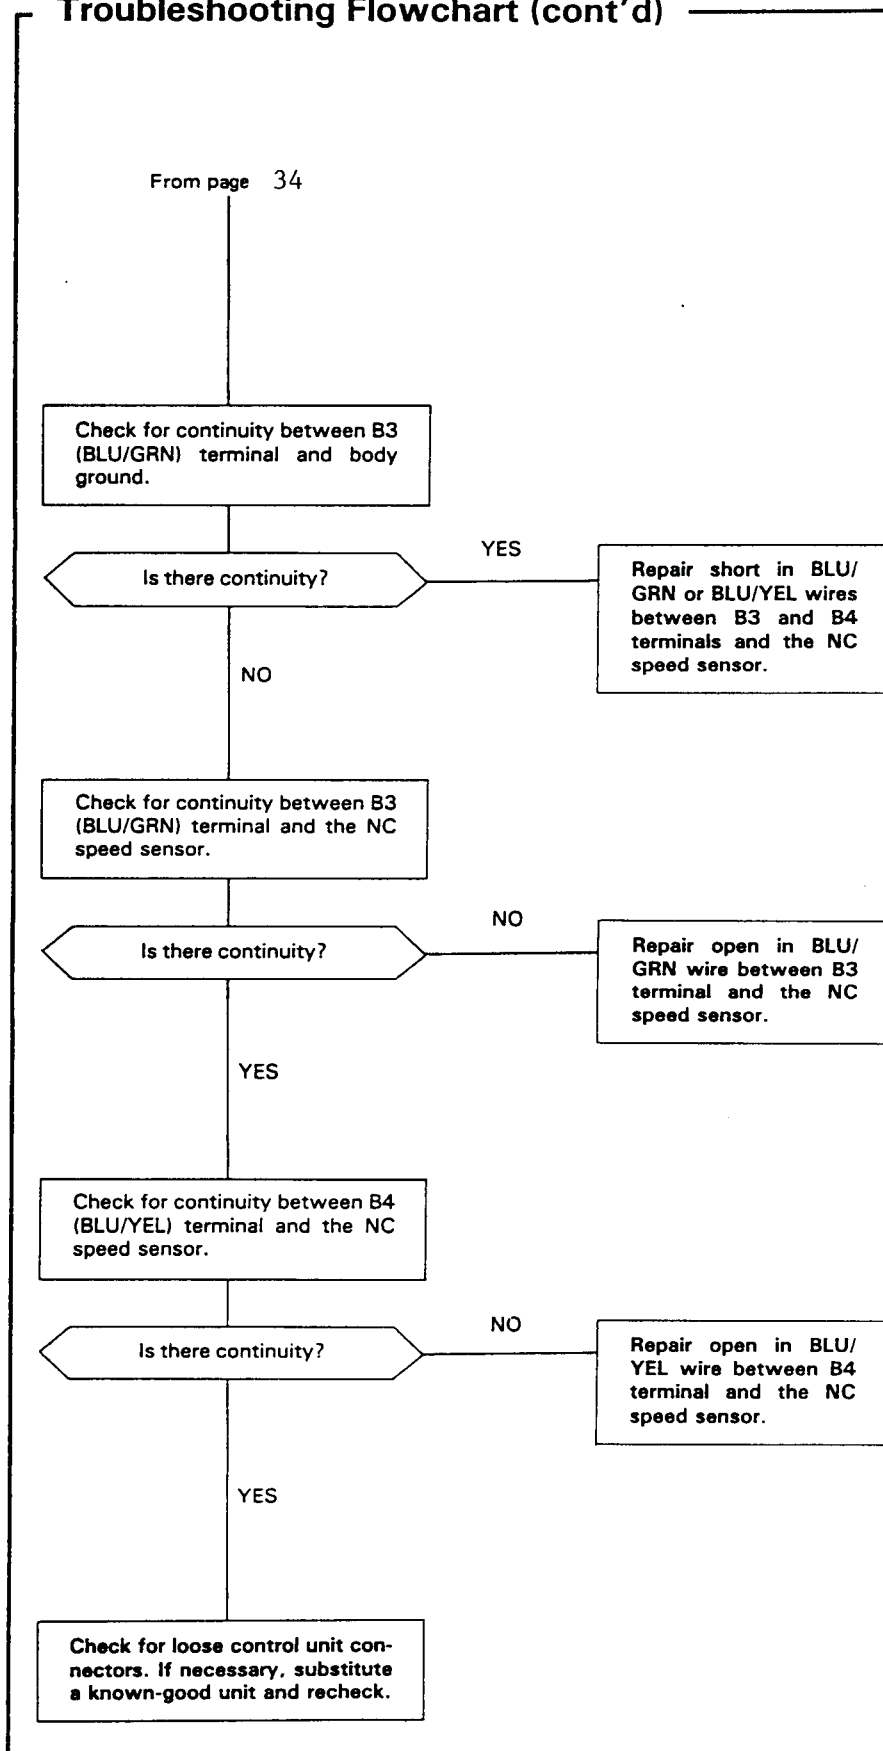 Troubleshooting Flowchart (cont'd)
From page 34
Check for continuity between B3
(BLU/GRN) terminal and body
ground.
Is there continuity?
YES
Repair short in BLU/
GRN or BLU/YEL wires
between B3 and B4
terminals and the NC
speed sensor.
NO
Check for continuity between B3
(BLU/GRN) terminal and the NC
speed sensor.
Is there continuity?
NO
Repair open in BLU/
GRN wire between B3
terminal and the NC
speed sensor.
YES
Check for continuity between B4
(BLU/YEL) terminal and the NC
speed sensor.
Is there continuity?
NO
Repair open in BLU/
YEL wire between B4
terminal and the NC
speed sensor.
YES
Check for loose control unit con-
nectors. If necessary, substitute
a known-good unit and recheck.